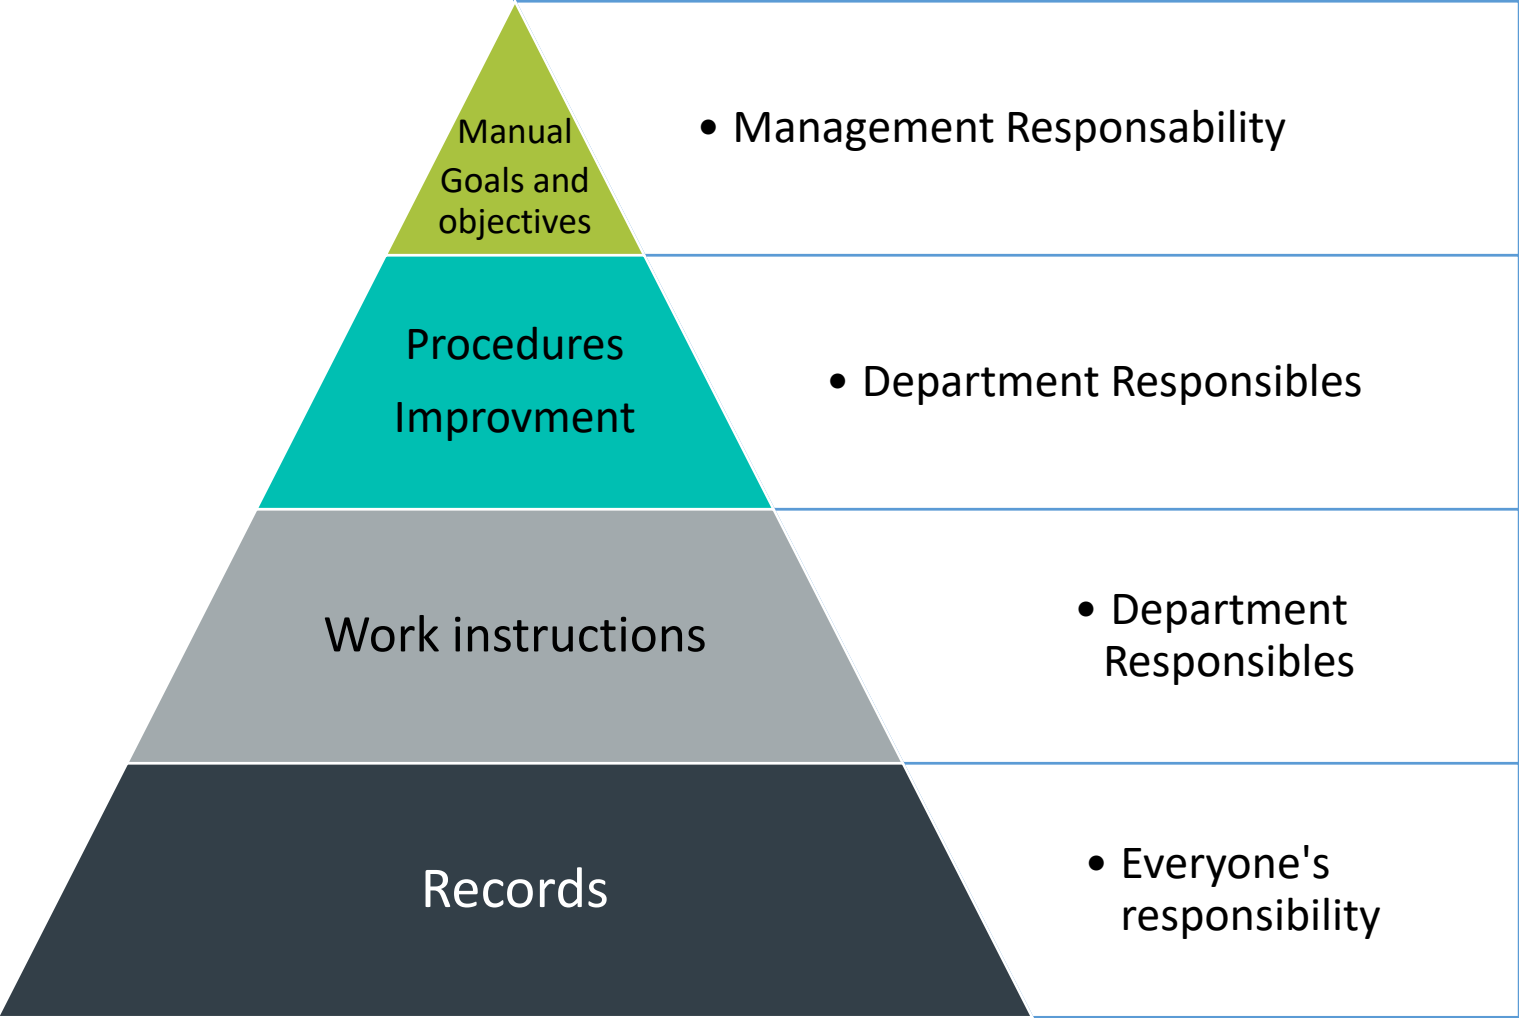 Manual
Goals and
objectives
• Management Responsability
Procedures
Improvment
• Department Responsibles
Work instructions
• Department
Responsibles
Records
• Everyone's
responsibility